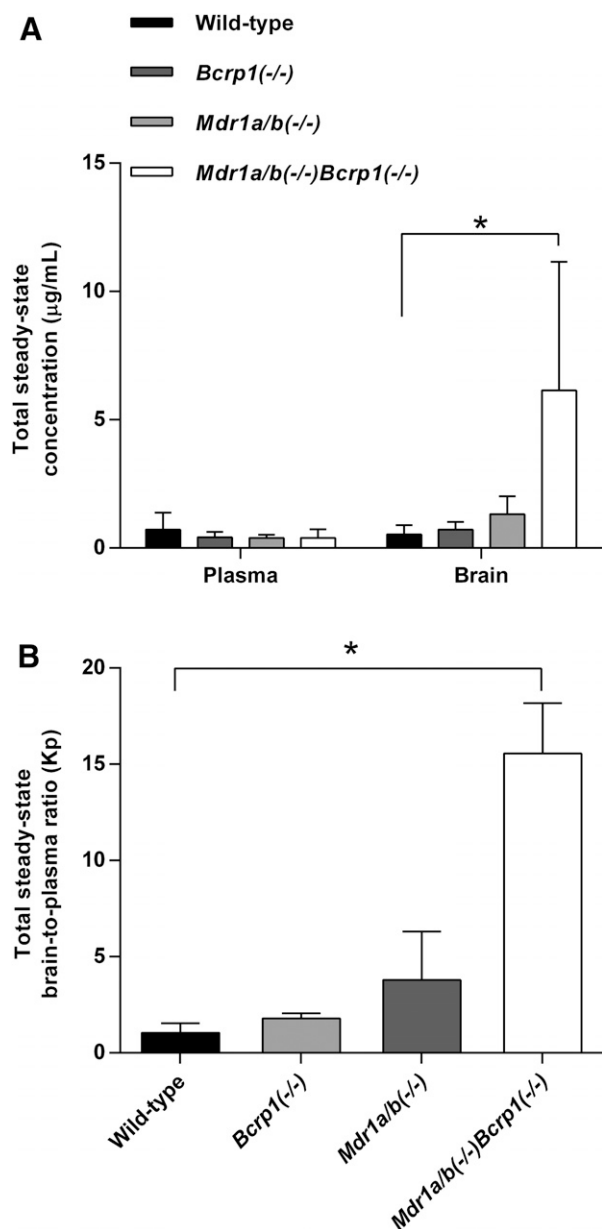 A
Wild-type
Bcrp1(-/-)
Mdr1a/b(-/-)
Mdr1a/b(-/-)Bcrp1(-/-)
Total steady-state
concentration (µg/mL)
15
10
5
0
*
Plasma
Brain
B
Total steady-state
brain-to-plasma ratio (Kp)
20
15
10
5
0
*
Wild-type
Bcrp1(-/-)
Mdr1a/b(-/-)
Mdr1a/b(-/-)Bcrp1(-/-)